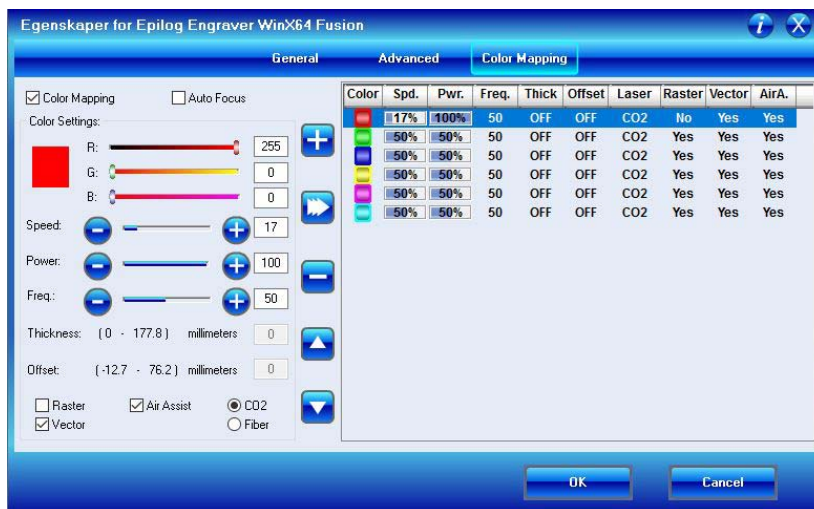 Egenskaper for Epilog Engraver WinX64 Fusion
i X
General Advanced Color Mapping
Color Mapping Auto Focus
Color Settings:
R: 255
G: 0
B: 0
Speed: 17
Power: 100
Freq.: 50
Thickness: ( 0 - 177.8 ) millimeters 0
Offset: ( -12.7 - 76.2 ) millimeters 0
Raster Air Assist CO2
Vector Fiber
Color Spd. Pwr. Freq. Thick Offset Laser Raster Vector AirA.
17% 100% 50 OFF OFF CO2 No Yes Yes
50% 50% 50 OFF OFF CO2 Yes Yes Yes
50% 50% 50 OFF OFF CO2 Yes Yes Yes
50% 50% 50 OFF OFF CO2 Yes Yes Yes
50% 50% 50 OFF OFF CO2 Yes Yes Yes
50% 50% 50 OFF OFF CO2 Yes Yes Yes
OK Cancel